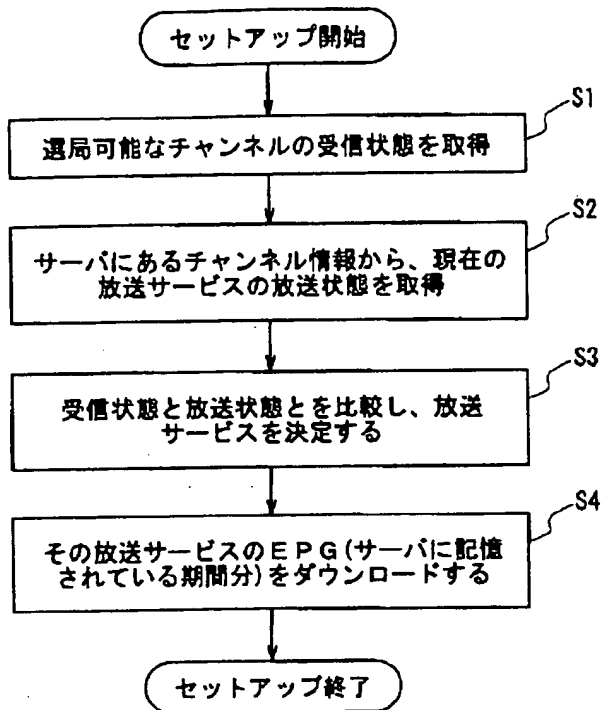 セットアップ開始
S1
選局可能なチャンネルの受信状態を取得
S2
サーバにあるチャンネル情報から、現在の
放送サービスの放送状態を取得
S3
受信状態と放送状態とを比較し、放送
サービスを決定する
S4
その放送サービスのEPG(サーバに記憶
されている期間分)をダウンロードする
セットアップ終了